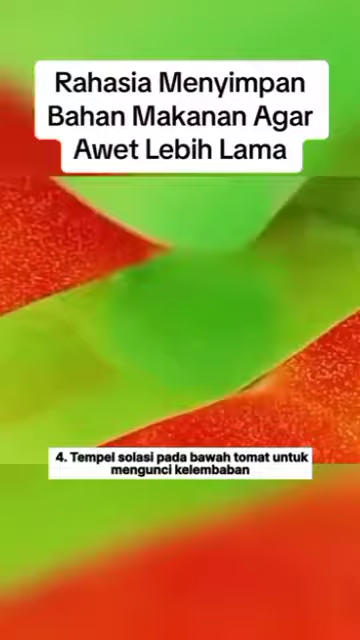 Rahasia Menyimpan
Bahan Makanan Agar
Awet Lebih Lama
4. Tempel solasi pada bawah tomat untuk
mengunci kelembaban